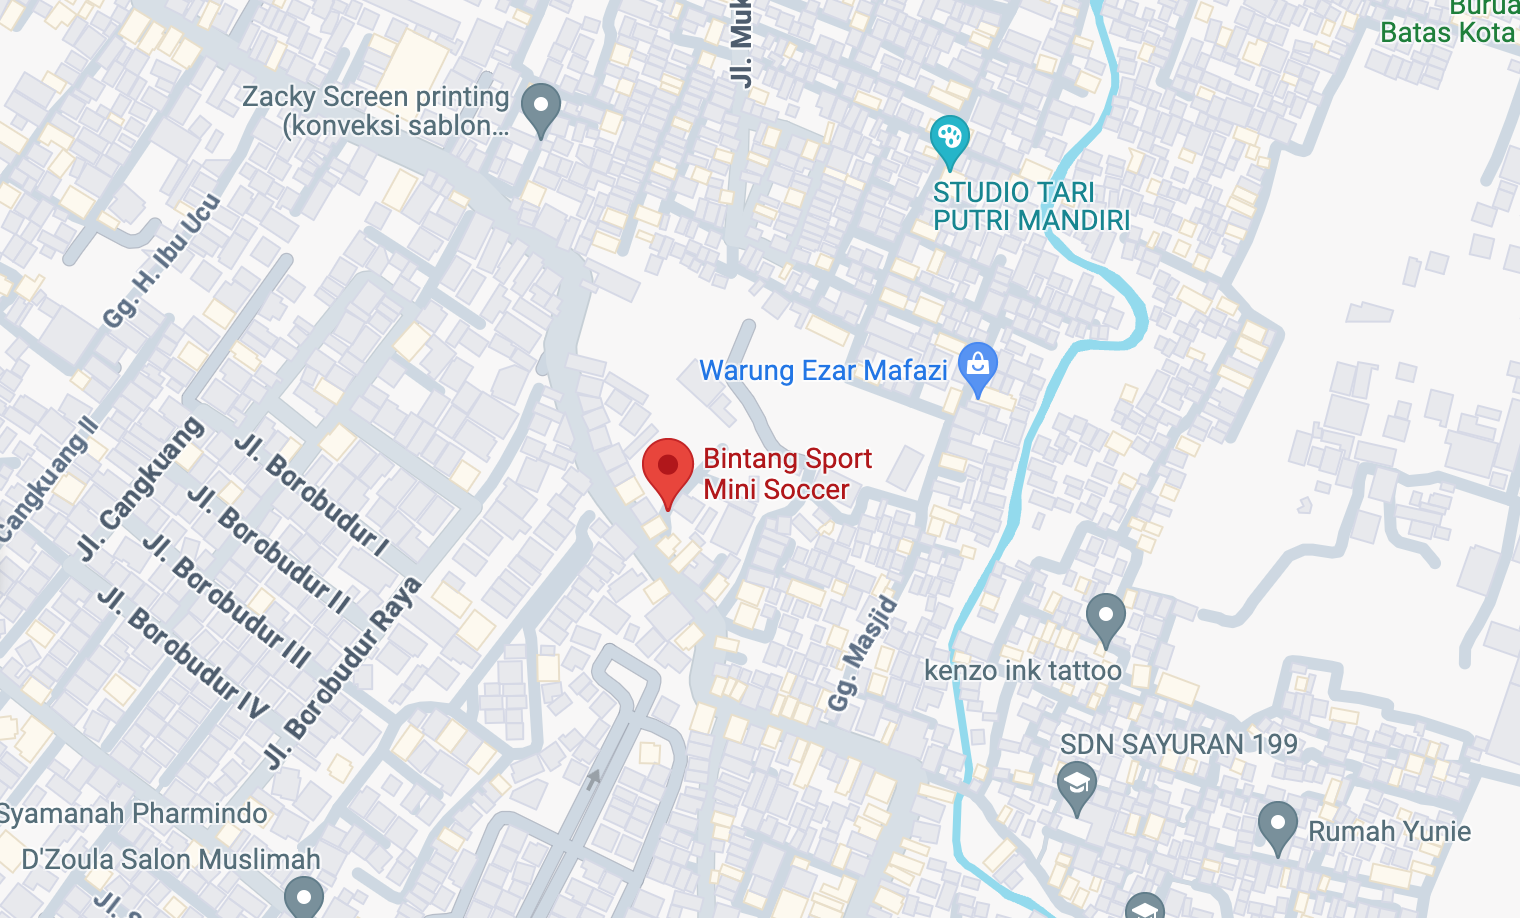 Burua
Batas Kota
Jl. Muk
Zacky Screen printing
(konveksi sablon...
STUDIO TARI
PUTRI MANDIRI
Gg. H. Ibu Ucu
Warung Ezar Mafazi
Bintang Sport
Mini Soccer
Cangkuang II
Jl. Cangkuang
Jl. Borobudur I
Jl. Borobudur II
Jl. Borobudur III
Jl. Borobudur IV
Jl. Borobudur Raya
Gg. Masjid
kenzo ink tattoo
SDN SAYURAN 199
Syamanah Pharmindo
Rumah Yunie
D'Zoula Salon Muslimah